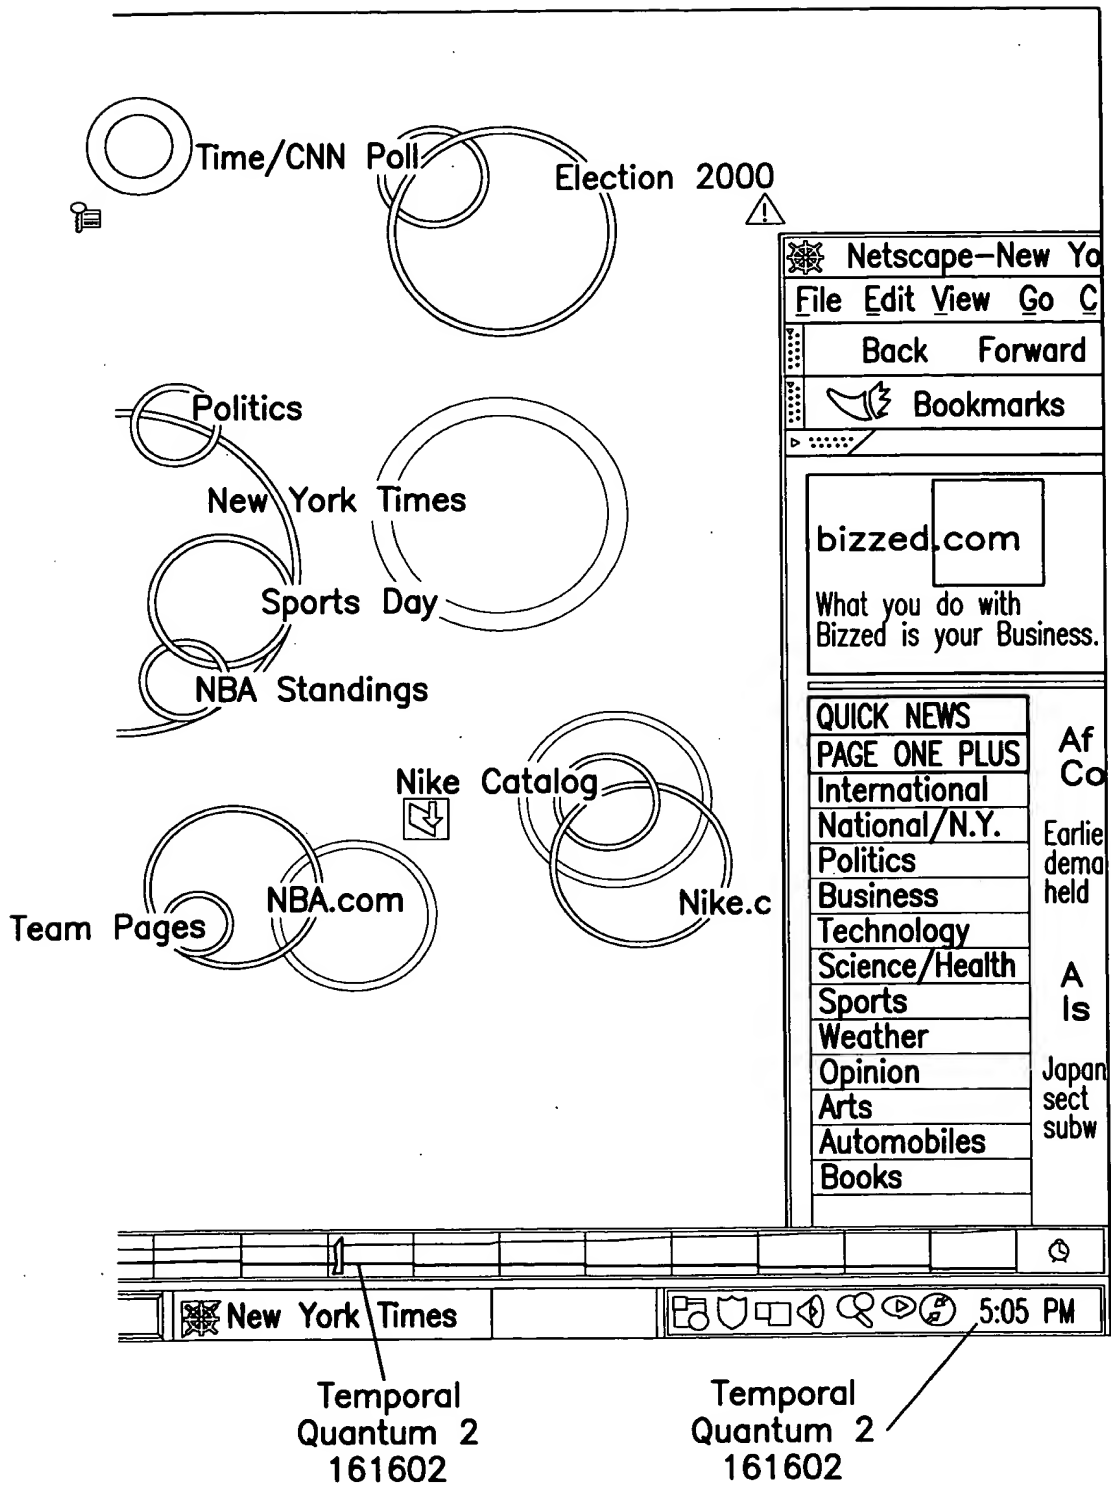 Time/CNN Poll
Election 2000
Netscape-New Yo
File Edit View Go C
Back Forward
Bookmarks
Politics
New York Times
Sports Day
NBA Standings
bizzed.com
What you do with
Bizzed is your Business.
Nike Catalog
Nike.c
NBA.com
Team Pages
QUICK NEWS
PAGE ONE PLUS
International
National/N.Y.
Politics
Business
Technology
Science/Health
Sports
Weather
Opinion
Arts
Automobiles
Books
Af
Co
Earlie
dema
held
A
Is
Japan
sect
subw
New York Times
5:05 PM
Temporal
Quantum 2
161602
Temporal
Quantum 2
161602